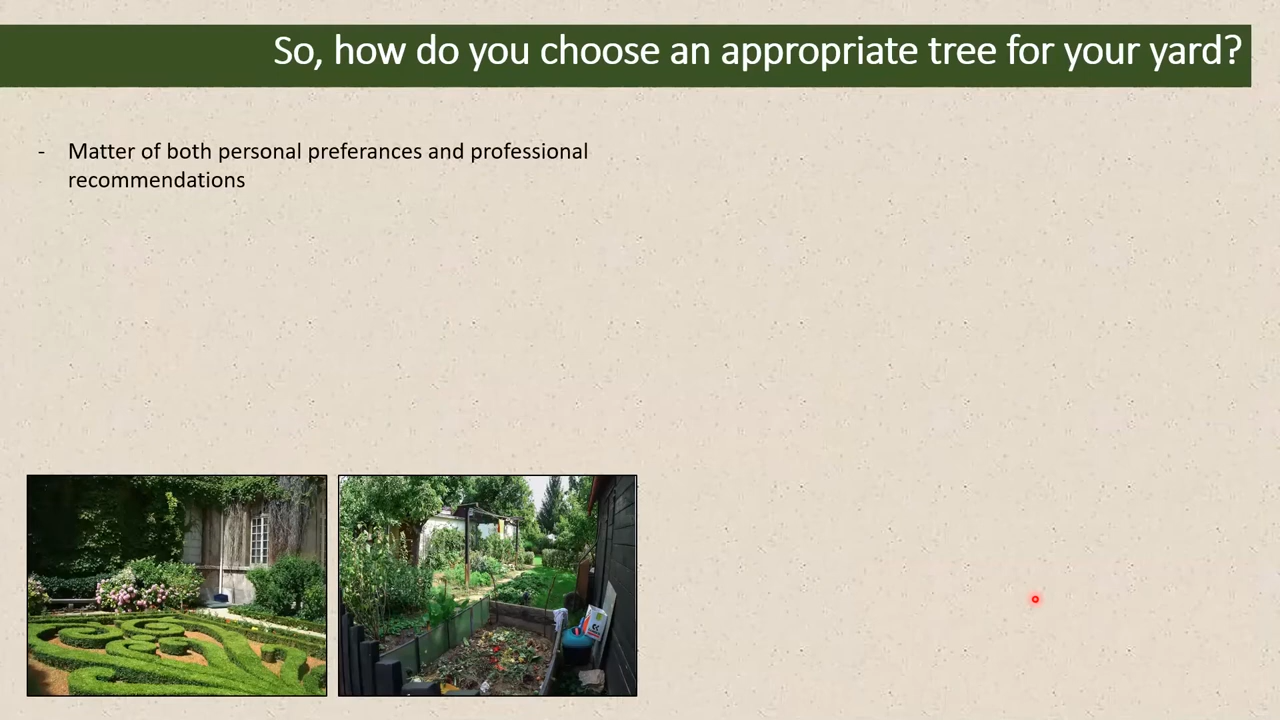 So, how do you choose an appropriate tree for your yard?
- Matter of both personal preferances and professional
recommendations